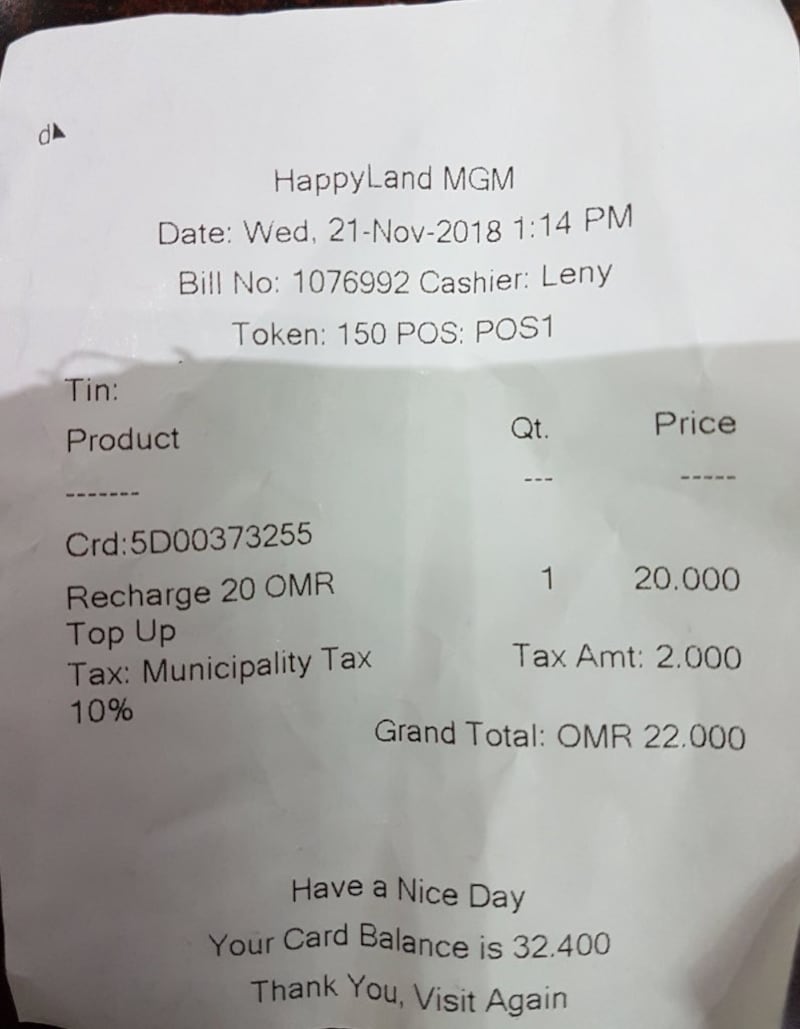 HappyLand MGM
Date: Wed, 21-Nov-2018 1:14 PM
Bill No: 1076992 Cashier: Leny
Token: 150 POS: POS1
Tin:
Product Qt. Price
------- --- -----
Crd:5D00373255
Recharge 20 OMR 1 20.000
Top Up
Tax: Municipality Tax Tax Amt: 2.000
10%
Grand Total: OMR 22.000
Have a Nice Day
Your Card Balance is 32.400
Thank You, Visit Again